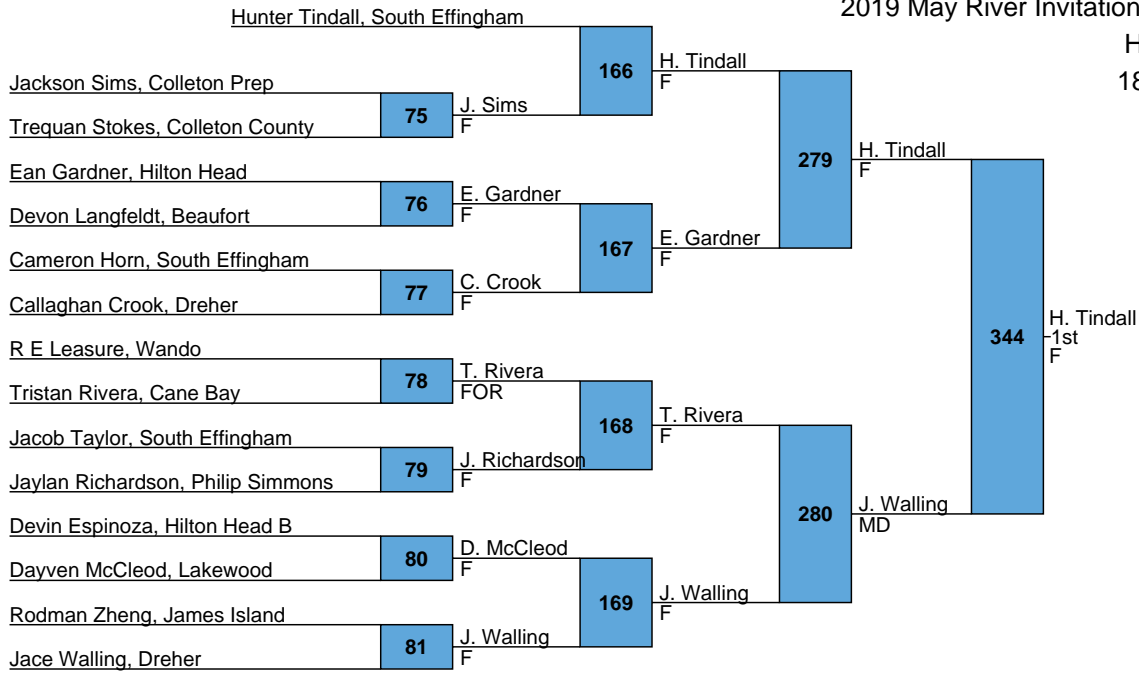 2019 May River Invitation
H
18
Hunter Tindall, South Effingham
166
H. Tindall
F
Jackson Sims, Colleton Prep
75
J. Sims
F
Trequan Stokes, Colleton County
279
H. Tindall
F
Ean Gardner, Hilton Head
76
E. Gardner
F
Devon Langfeldt, Beaufort
167
E. Gardner
F
Cameron Horn, South Effingham
77
C. Crook
F
Callaghan Crook, Dreher
344
H. Tindall
1st
F
R E Leasure, Wando
78
T. Rivera
FOR
Tristan Rivera, Cane Bay
168
T. Rivera
F
Jacob Taylor, South Effingham
79
J. Richardson
F
Jaylan Richardson, Philip Simmons
280
J. Walling
MD
Devin Espinoza, Hilton Head B
80
D. McCleod
F
Dayven McCleod, Lakewood
169
J. Walling
F
Rodman Zheng, James Island
81
J. Walling
F
Jace Walling, Dreher